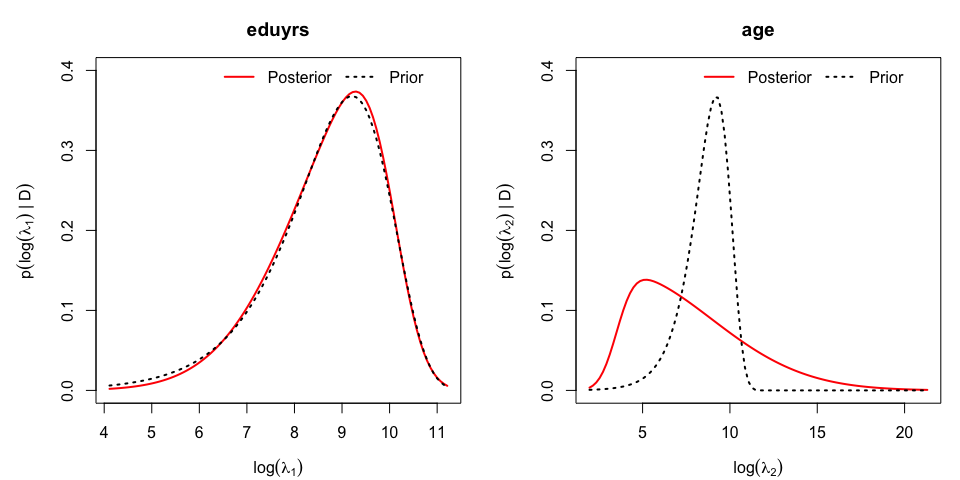 eduyrs
Posterior Prior
0.4
0.3
0.2
0.1
0.0
p(log(λ1) | D)
4 5 6 7 8 9 10 11
log(λ1)
age
Posterior Prior
0.4
0.3
0.2
0.1
0.0
p(log(λ2) | D)
5 10 15 20
log(λ2)